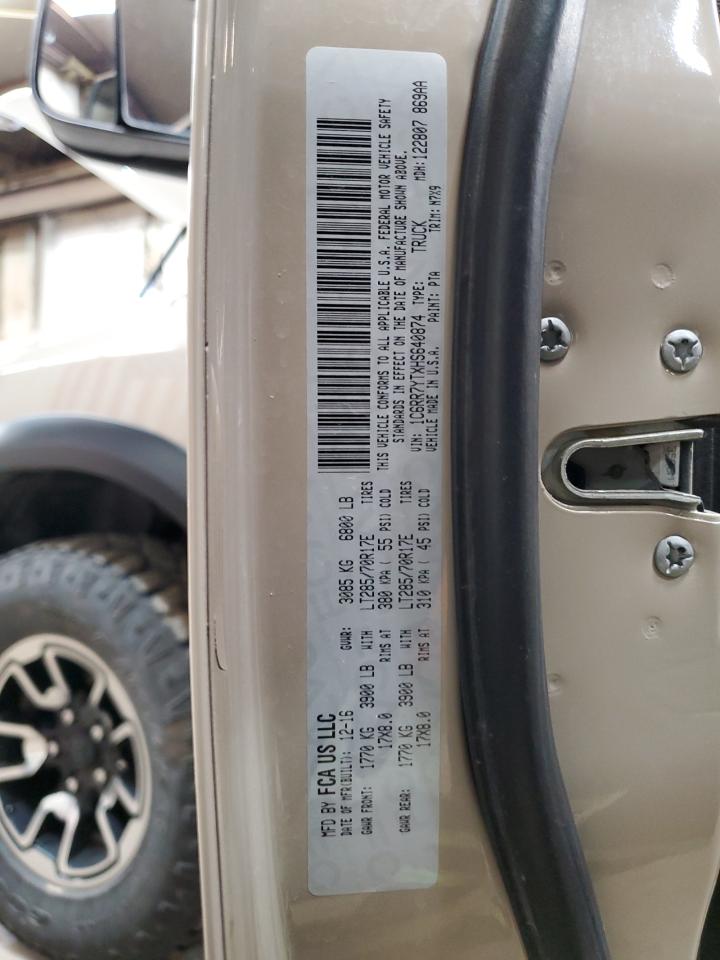 MFD BY FCA US LLC
DATE OF MFR(BUILT): 12-16 GVWR: 3085 KG 6800 LB
GAWR FRONT: 1770 KG 3900 LB WITH LT285/70R17E TIRES
17X8.0 RIMS AT 380 KPA ( 55 PSI) COLD
GAWR REAR: 1770 KG 3900 LB WITH LT285/70R17E TIRES
17X8.0 RIMS AT 310 KPA ( 45 PSI) COLD
THIS VEHICLE CONFORMS TO ALL APPLICABLE U.S.A. FEDERAL MOTOR VEHICLE SAFETY
STANDARDS IN EFFECT ON THE DATE OF MANUFACTURE SHOWN ABOVE.
VIN: 1C6RR7YTXHS640874 TYPE: TRUCK MDH:122807 869AA
VEHICLE MADE IN U.S.A. PAINT: PTA TRIM: N7X9